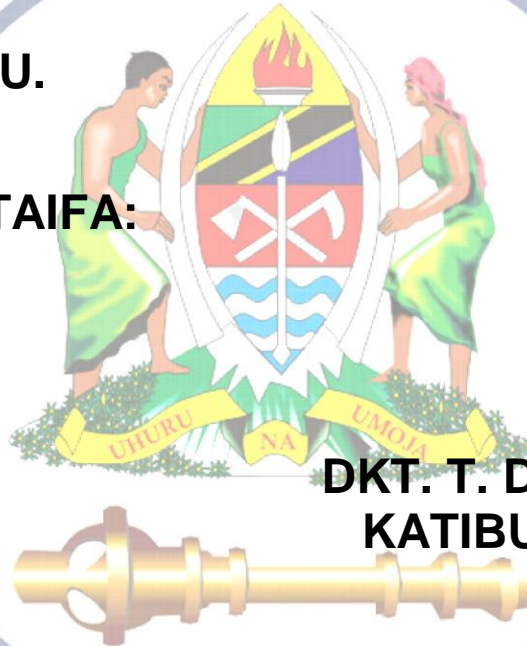 U.
TAIFA:
UHURU NA UMOJA
DKT. T. D
KATIBU